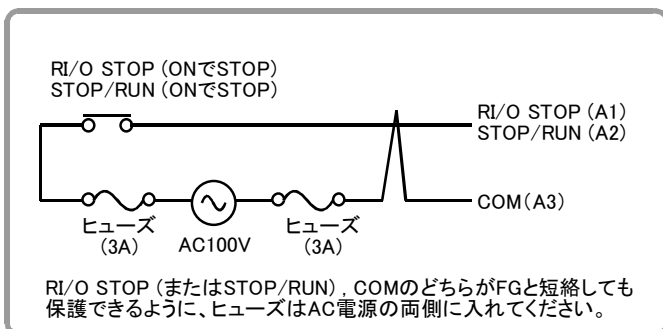 RI/O STOP (ONでSTOP)
STOP/RUN (ONでSTOP)
RI/O STOP (A1)
STOP/RUN (A2)
COM(A3)
ヒューズ
(3A)
AC100V
ヒューズ
(3A)
RI/O STOP (またはSTOP/RUN) , COMのどちらがFGと短絡しても
保護できるように、ヒューズはAC電源の両側に入れてください。